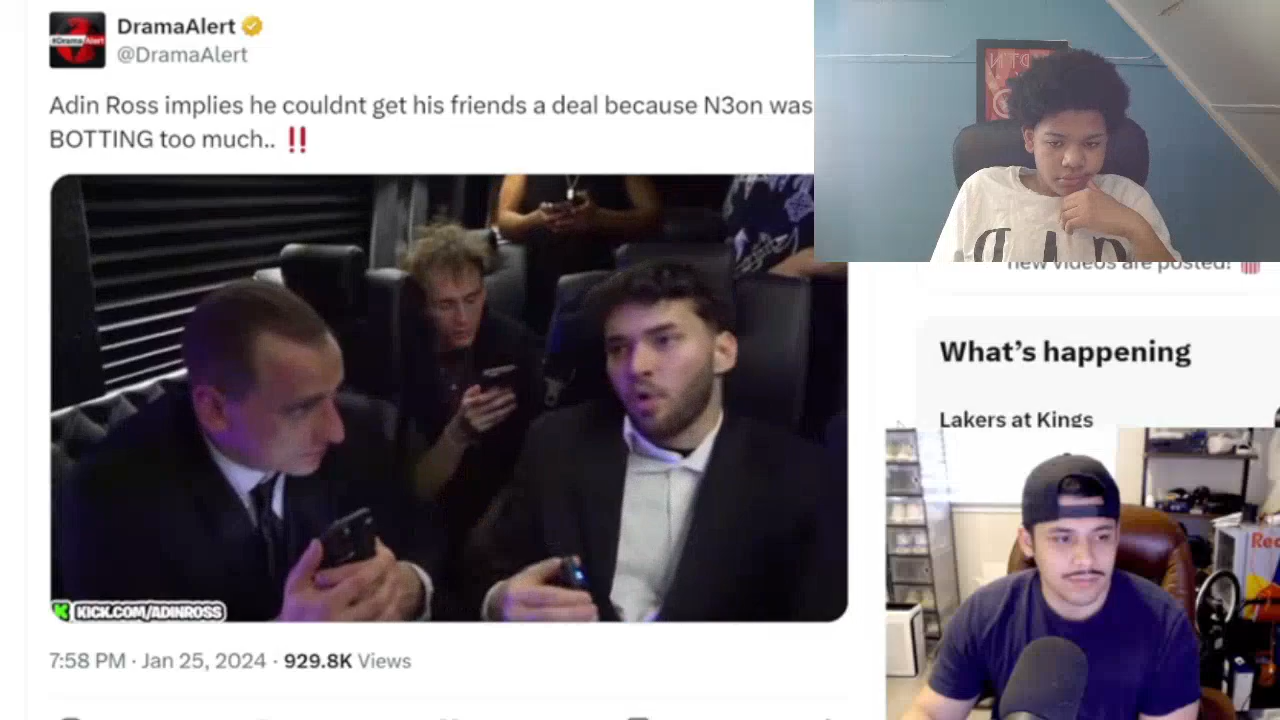 DramaAlert
@DramaAlert
#DramaAlert
Adin Ross implies he couldnt get his friends a deal because N3on was
BOTTING too much.. ‼️
KICK.COM/ADINROSS
7:58 PM · Jan 25, 2024 · 929.8K Views
new videos are posted! 🍿
What’s happening
Lakers at Kings
Red